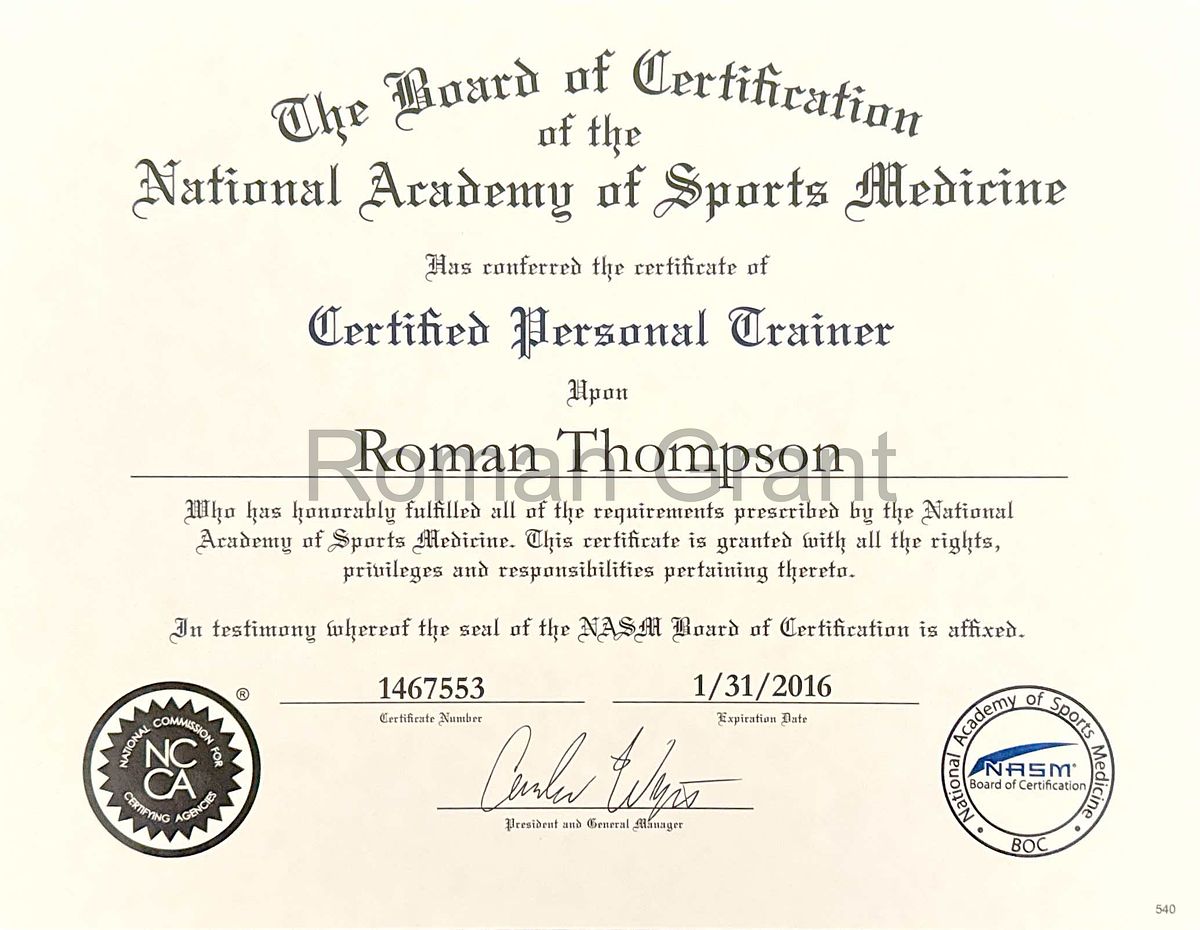 The Board of Certification
of the
National Academy of Sports Medicine
Has conferred the certificate of
Certified Personal Trainer
Upon
Roman Thompson
Roman Grant
Who has honorably fulfilled all of the requirements prescribed by the National
Academy of Sports Medicine. This certificate is granted with all the rights,
privileges and responsibilities pertaining thereto.
In testimony whereof the seal of the NASM Board of Certification is affixed.
1467553
Certificate Number
1/31/2016
Expiration Date
President and General Manager
NATIONAL COMMISSION FOR
NC
CA
CERTIFYING AGENCIES
®
National Academy of Sports Medicine
NASM®
Board of Certification
BOC
540